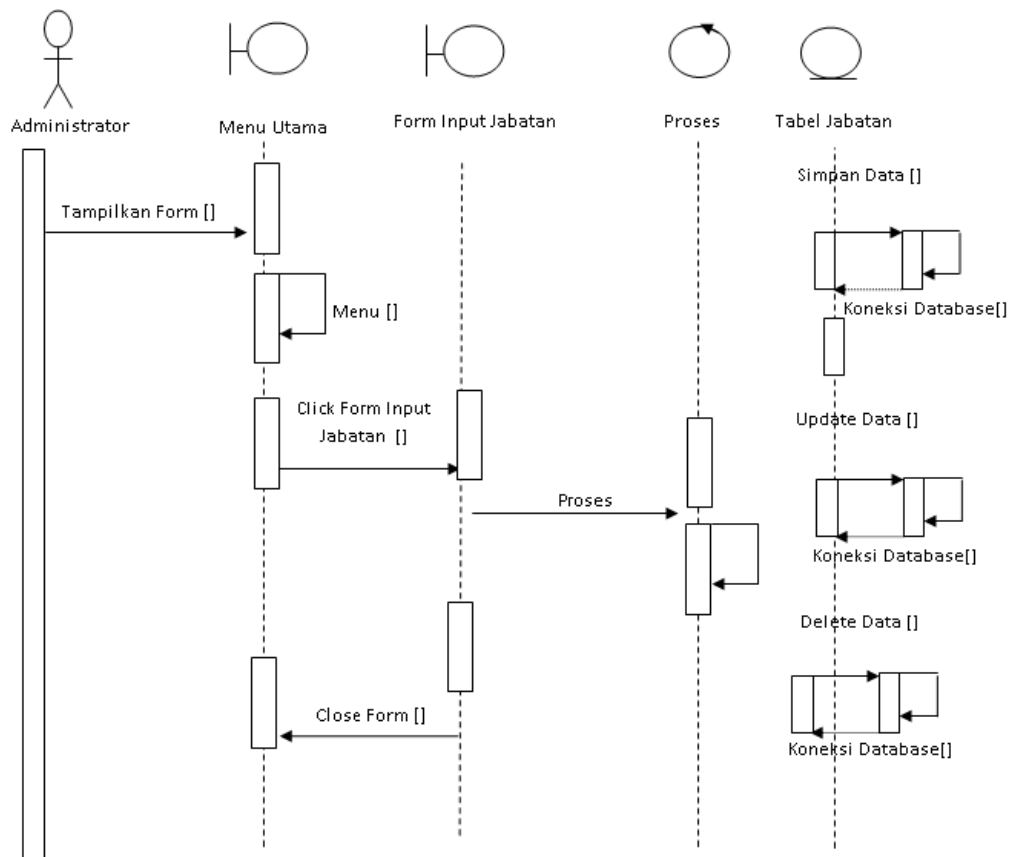 Administrator
Menu Utama
Form Input Jabatan
Proses
Tabel Jabatan
Simpan Data []
Tampilkan Form []
Menu []
Koneksi Database[]
Click Form Input
Jabatan []
Update Data []
Proses
Koneksi Database[]
Delete Data []
Close Form []
Koneksi Database[]